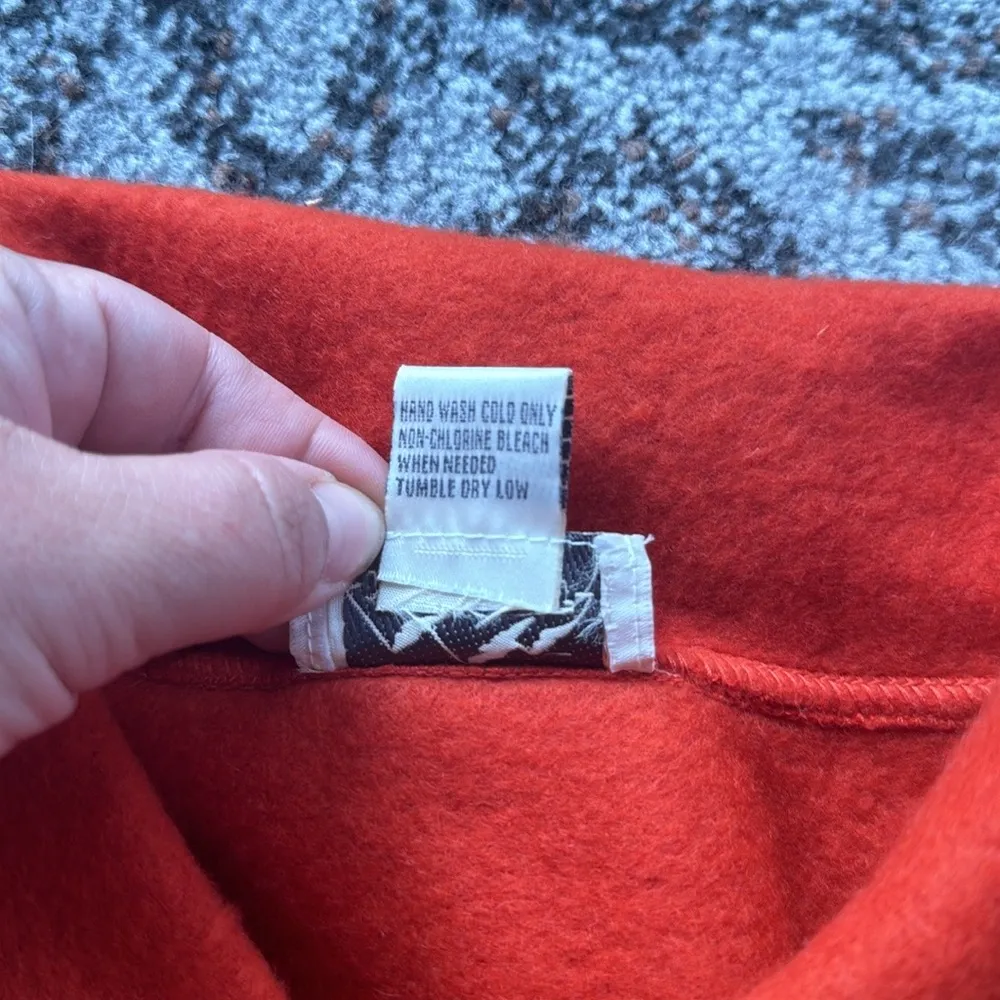 HAND WASH COLD ONLY
NON-CHLORINE BLEACH
WHEN NEEDED
TUMBLE DRY LOW